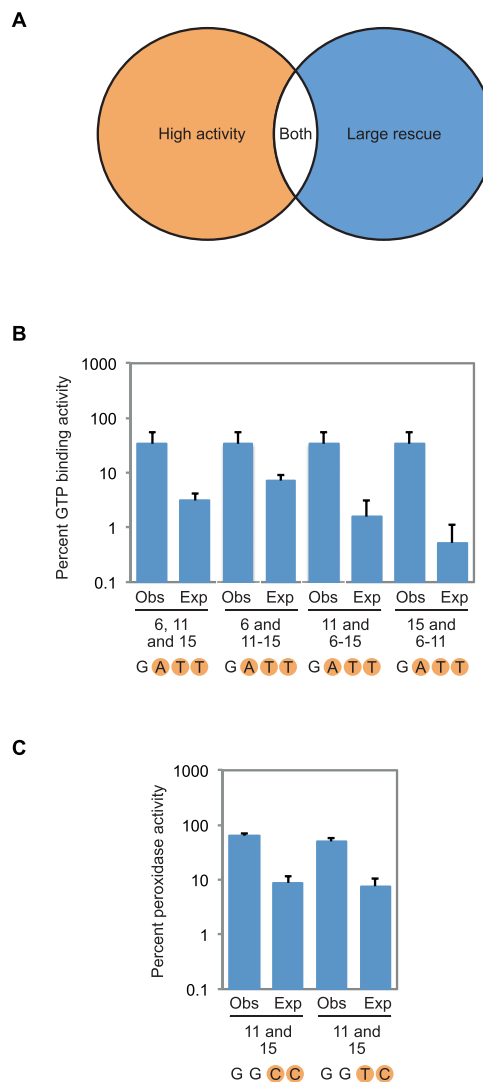 A
High activity Both Large rescue
B
Percent GTP binding activity
1000
100
10
1
0.1
Obs Exp Obs Exp Obs Exp Obs Exp
6, 11 6 and 11 and 15 and
and 15 11-15 6-15 6-11
G A T T G A T T G A T T G A T T
C
Percent peroxidase activity
1000
100
10
1
0.1
Obs Exp Obs Exp
11 and 11 and
15 15
G G C C G G T C